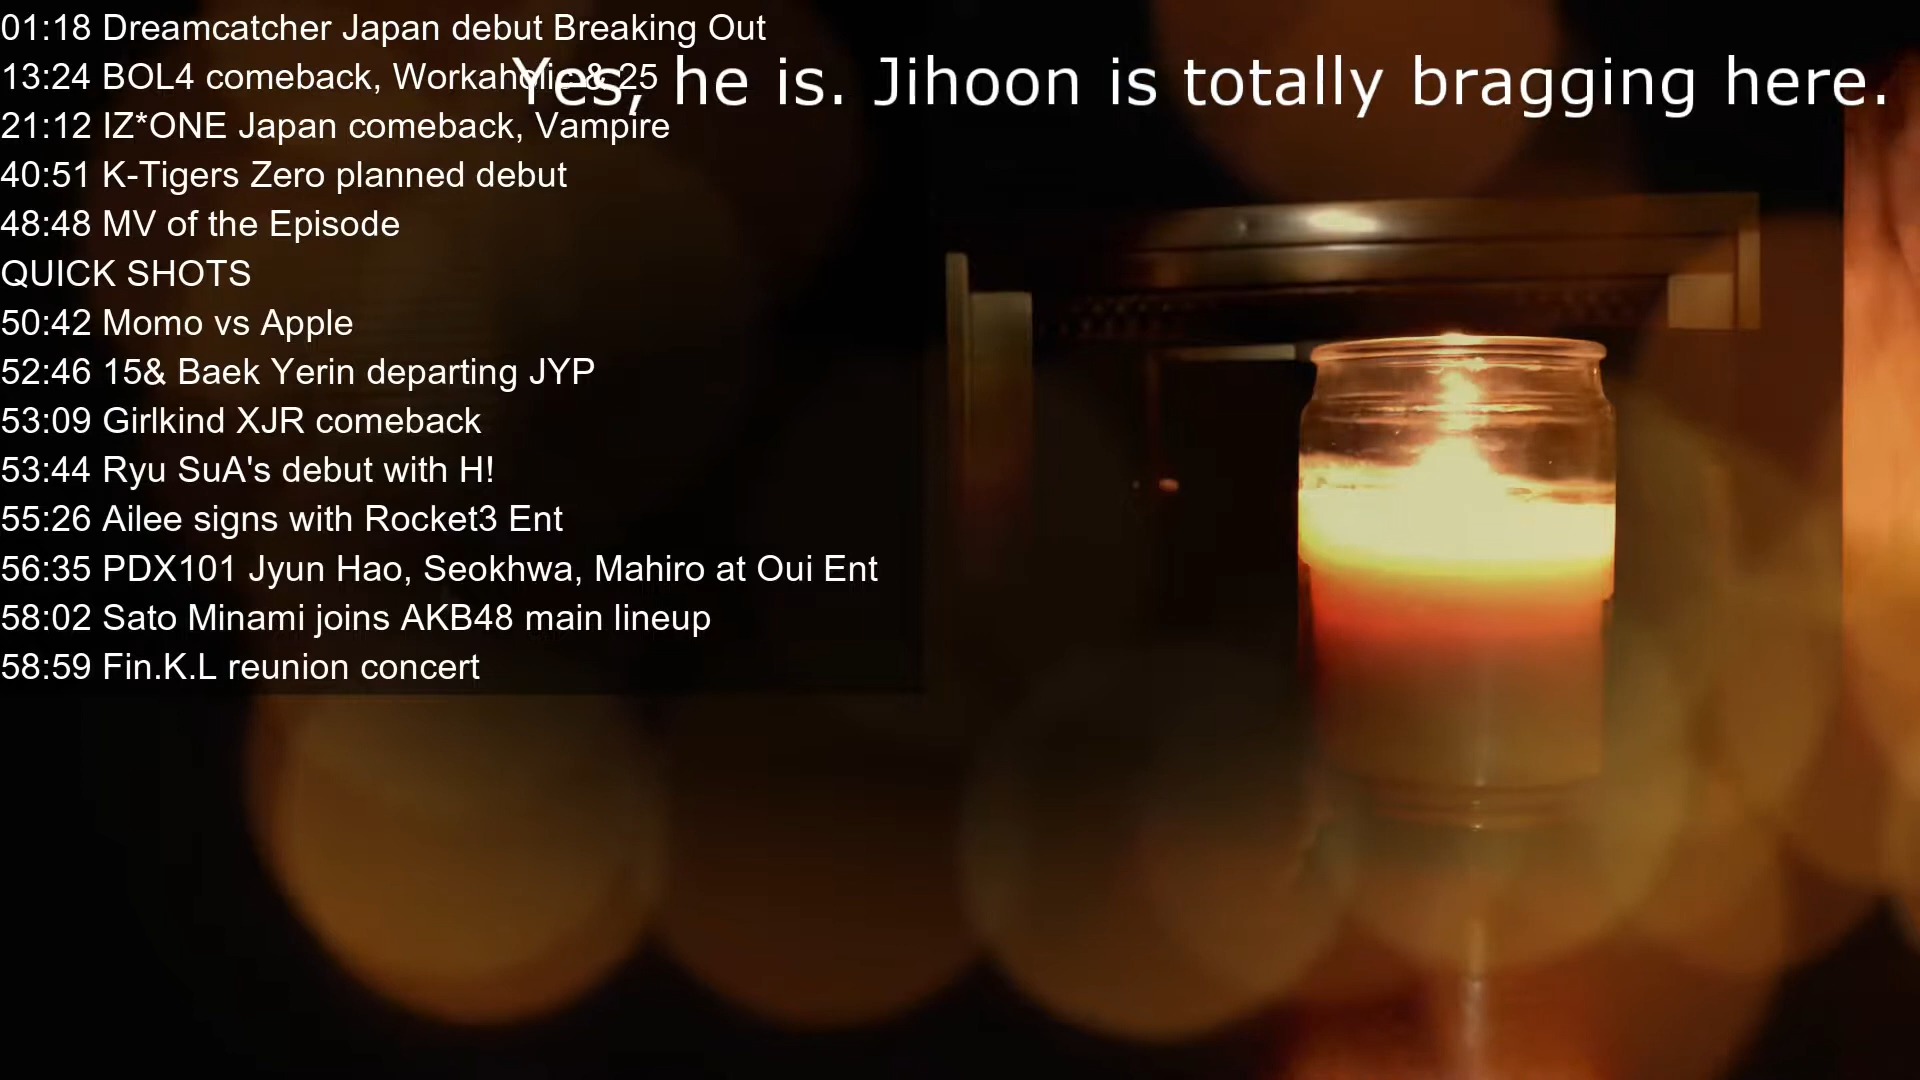 01:18 Dreamcatcher Japan debut Breaking Out
13:24 BOL4 comeback, Workaholic & 25
Yes, he is. Jihoon is totally bragging here.
21:12 IZ*ONE Japan comeback, Vampire
40:51 K-Tigers Zero planned debut
48:48 MV of the Episode
QUICK SHOTS
50:42 Momo vs Apple
52:46 15& Baek Yerin departing JYP
53:09 Girlkind XJR comeback
53:44 Ryu SuA's debut with H!
55:26 Ailee signs with Rocket3 Ent
56:35 PDX101 Jyun Hao, Seokhwa, Mahiro at Oui Ent
58:02 Sato Minami joins AKB48 main lineup
58:59 Fin.K.L reunion concert